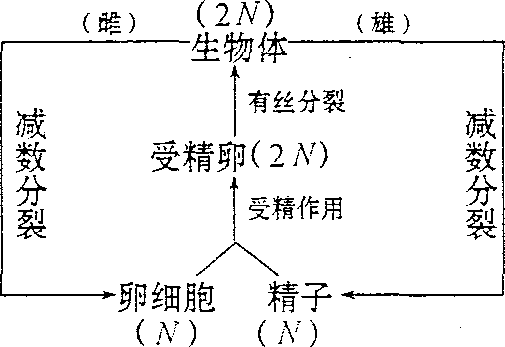 (2N)
(雌) (雄)
生物体
有丝分裂
减数分裂
减数分裂
受精卵(2N)
受精作用
卵细胞 精子
(N) (N)